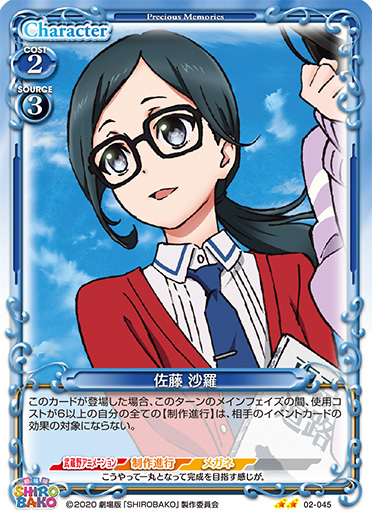 Precious Memories
Character
COST
2
SOURCE
3
佐藤 沙羅
このカードが登場した場合、このターンのメインフェイズの間、使用コ
ストが6以上の自分の全ての【制作進行】は、相手のイベントカードの
効果の対象にならない。
武蔵野アニメーション 制作進行 メガネ
こうやって一丸となって完成を目指す感じが。
劇場版
SHIRO
BAKO
02-045
©2020 劇場版「SHIROBAKO」製作委員会